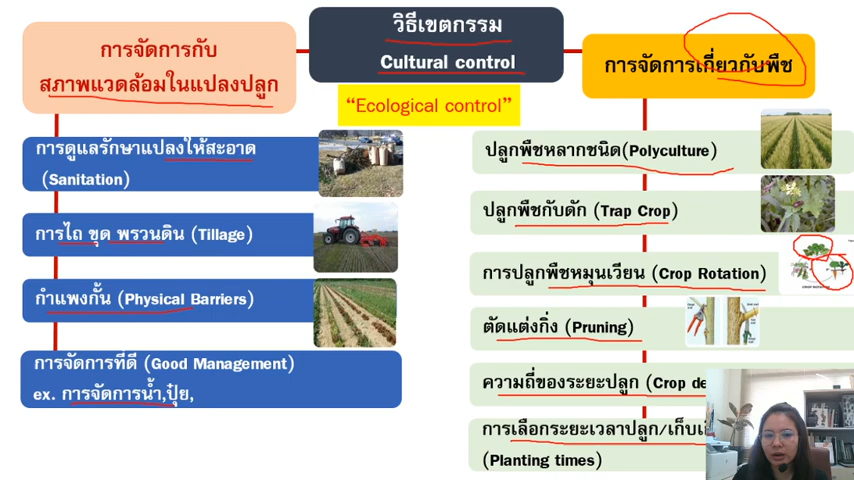 วิธีเขตกรรม
Cultural control
“Ecological control”
การจัดการกับ
สภาพแวดล้อมในแปลงปลูก
การดูแลรักษาแปลงให้สะอาด
(Sanitation)
การไถ ขุด พรวนดิน (Tillage)
กำแพงกั้น (Physical Barriers)
การจัดการที่ดี (Good Management)
ex. การจัดการน้ำ,ปุ๋ย,
การจัดการเกี่ยวกับพืช
ปลูกพืชหลากชนิด(Polyculture)
ปลูกพืชกับดัก (Trap Crop)
การปลูกพืชหมุนเวียน (Crop Rotation)
ตัดแต่งกิ่ง (Pruning)
ความถี่ของระยะปลูก (Crop de
การเลือกระยะเวลาปลูก/เก็บเ
(Planting times)